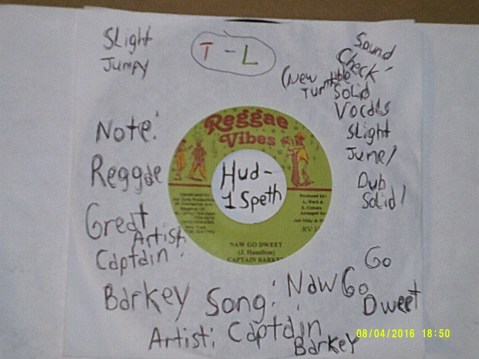 Slight
Jumpy
T-L
Sound
Check
(New
Turntable
Solid
Vocals
Slight
June/
Dub
Solid/
Note:
Reggae
Great
Artist
Captain
Barkey
Reggae
Vibes
Hud-
1 Speth
NAW GO DWEET
(J. Hamilton)
CAPTAIN BARKEY
Song: Naw Go
Go
Dweet
Artist: Captain
Barkey
08/04/2016 18:50